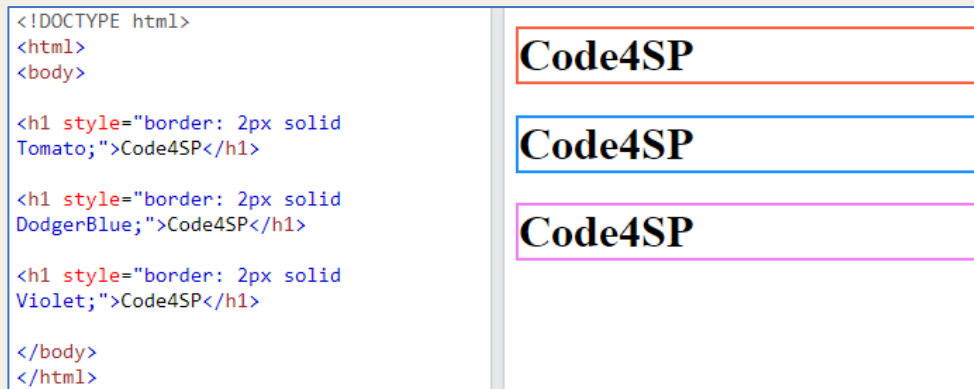 <!DOCTYPE html>
<html>
<body>
<h1 style="border: 2px solid
Tomato;">Code4SP</h1>
<h1 style="border: 2px solid
DodgerBlue;">Code4SP</h1>
<h1 style="border: 2px solid
Violet;">Code4SP</h1>
</body>
</html>
Code4SP
Code4SP
Code4SP